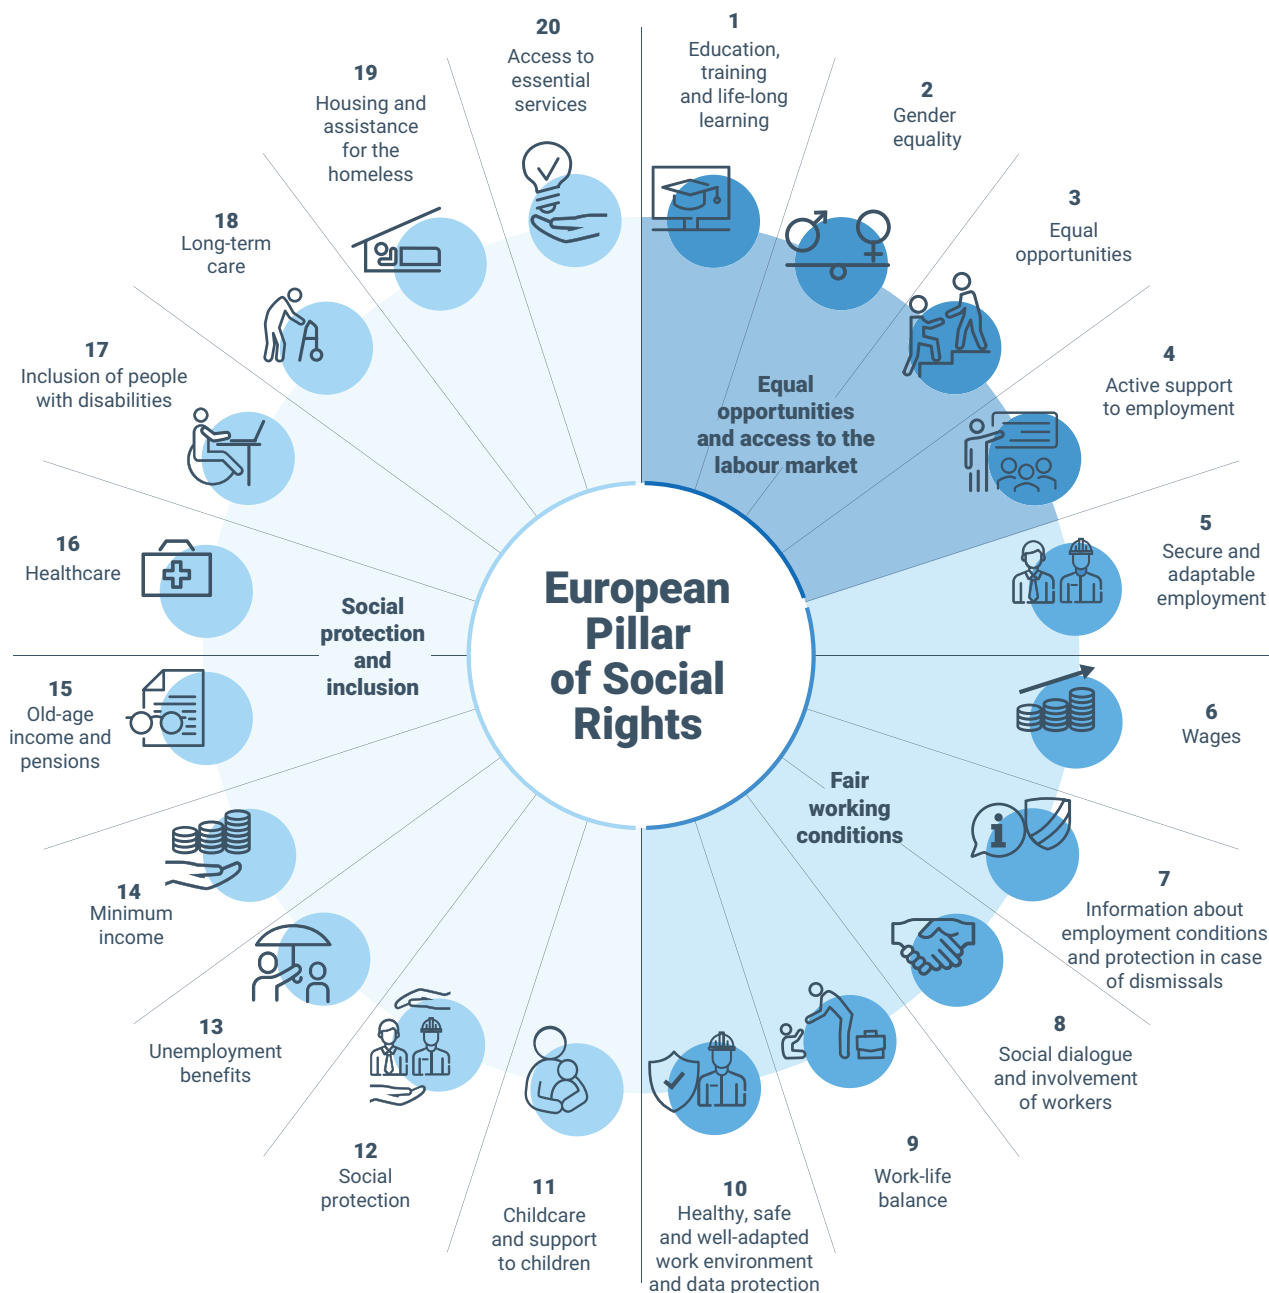 European
Pillar
of Social
Rights
Equal
opportunities
and access to the
labour market
1
Education,
training
and life-long
learning
2
Gender
equality
3
Equal
opportunities
4
Active support
to employment
Fair
working
conditions
5
Secure and
adaptable
employment
6
Wages
7
Information about
employment conditions
and protection in case
of dismissals
8
Social dialogue
and involvement
of workers
9
Work-life
balance
10
Healthy, safe
and well-adapted
work environment
and data protection
Social
protection
and
inclusion
11
Childcare
and support
to children
12
Social
protection
13
Unemployment
benefits
14
Minimum
income
15
Old-age
income and
pensions
16
Healthcare
17
Inclusion of people
with disabilities
18
Long-term
care
19
Housing and
assistance
for the
homeless
20
Access to
essential
services
i